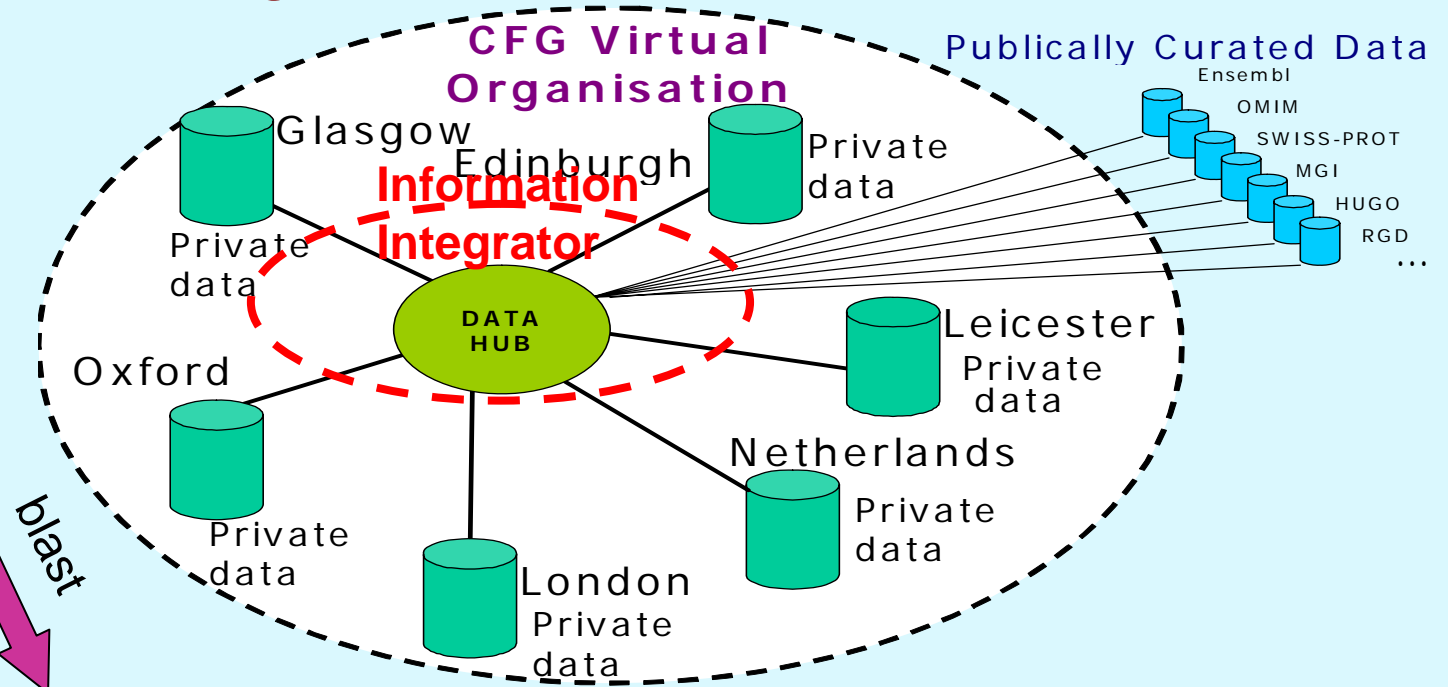 CFG Virtual
Organisation
Publically Curated Data
Ensembl
OMIM
SWISS-PROT
MGI
HUGO
RGD
...
Glasgow
Edinburgh
Private
data
Information
Integrator
Private
data
DATA
HUB
Leicester
Private
data
Oxford
Netherlands
Private
data
Private
data
London
Private
data
blast